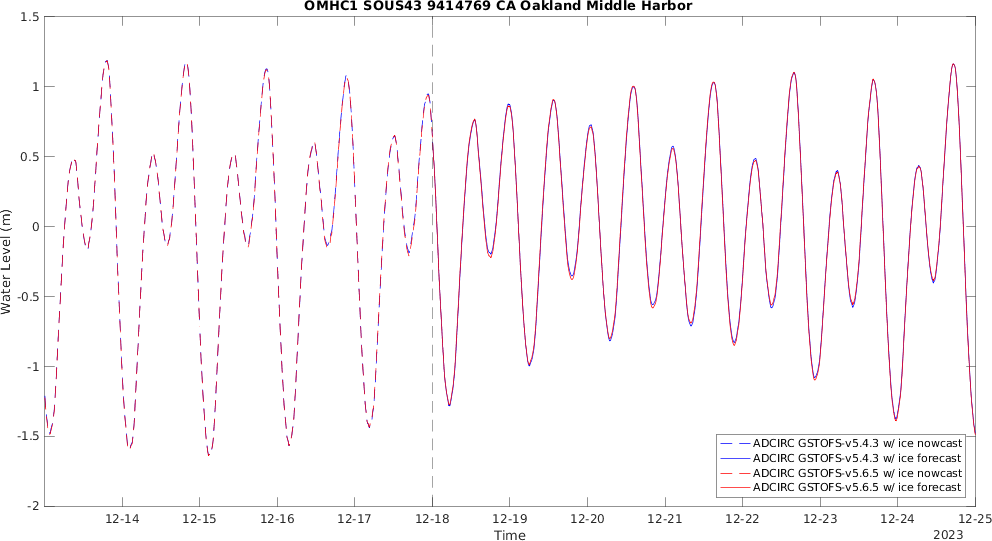 OMHC1 SOUS43 9414769 CA Oakland Middle Harbor
1.5
1
0.5
0
-0.5
-1
-1.5
-2
Water Level (m)
ADCIRC GSTOFS-v5.4.3 w/ ice nowcast
ADCIRC GSTOFS-v5.4.3 w/ ice forecast
ADCIRC GSTOFS-v5.6.5 w/ ice nowcast
ADCIRC GSTOFS-v5.6.5 w/ ice forecast
12-14 12-15 12-16 12-17 12-18 12-19 12-20 12-21 12-22 12-23 12-24 12-25
Time
2023